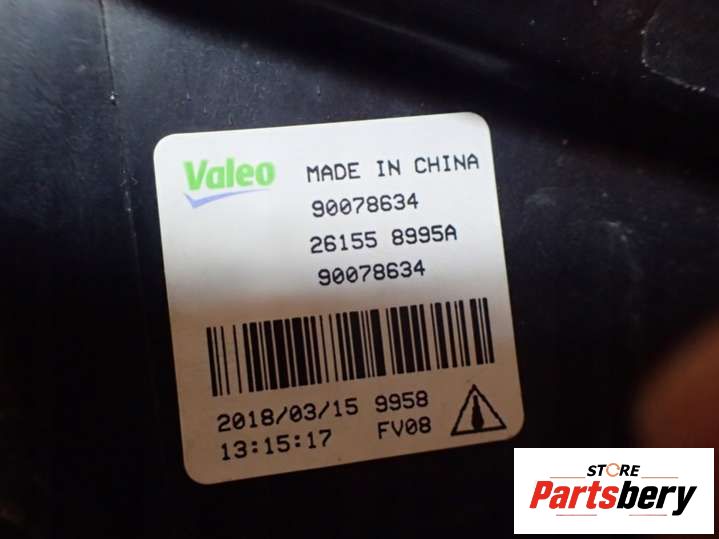 Valeo MADE IN CHINA
90078634
26155 8995A
90078634
2018/03/15 9958
13:15:17 FV08
STORE
Partsbery